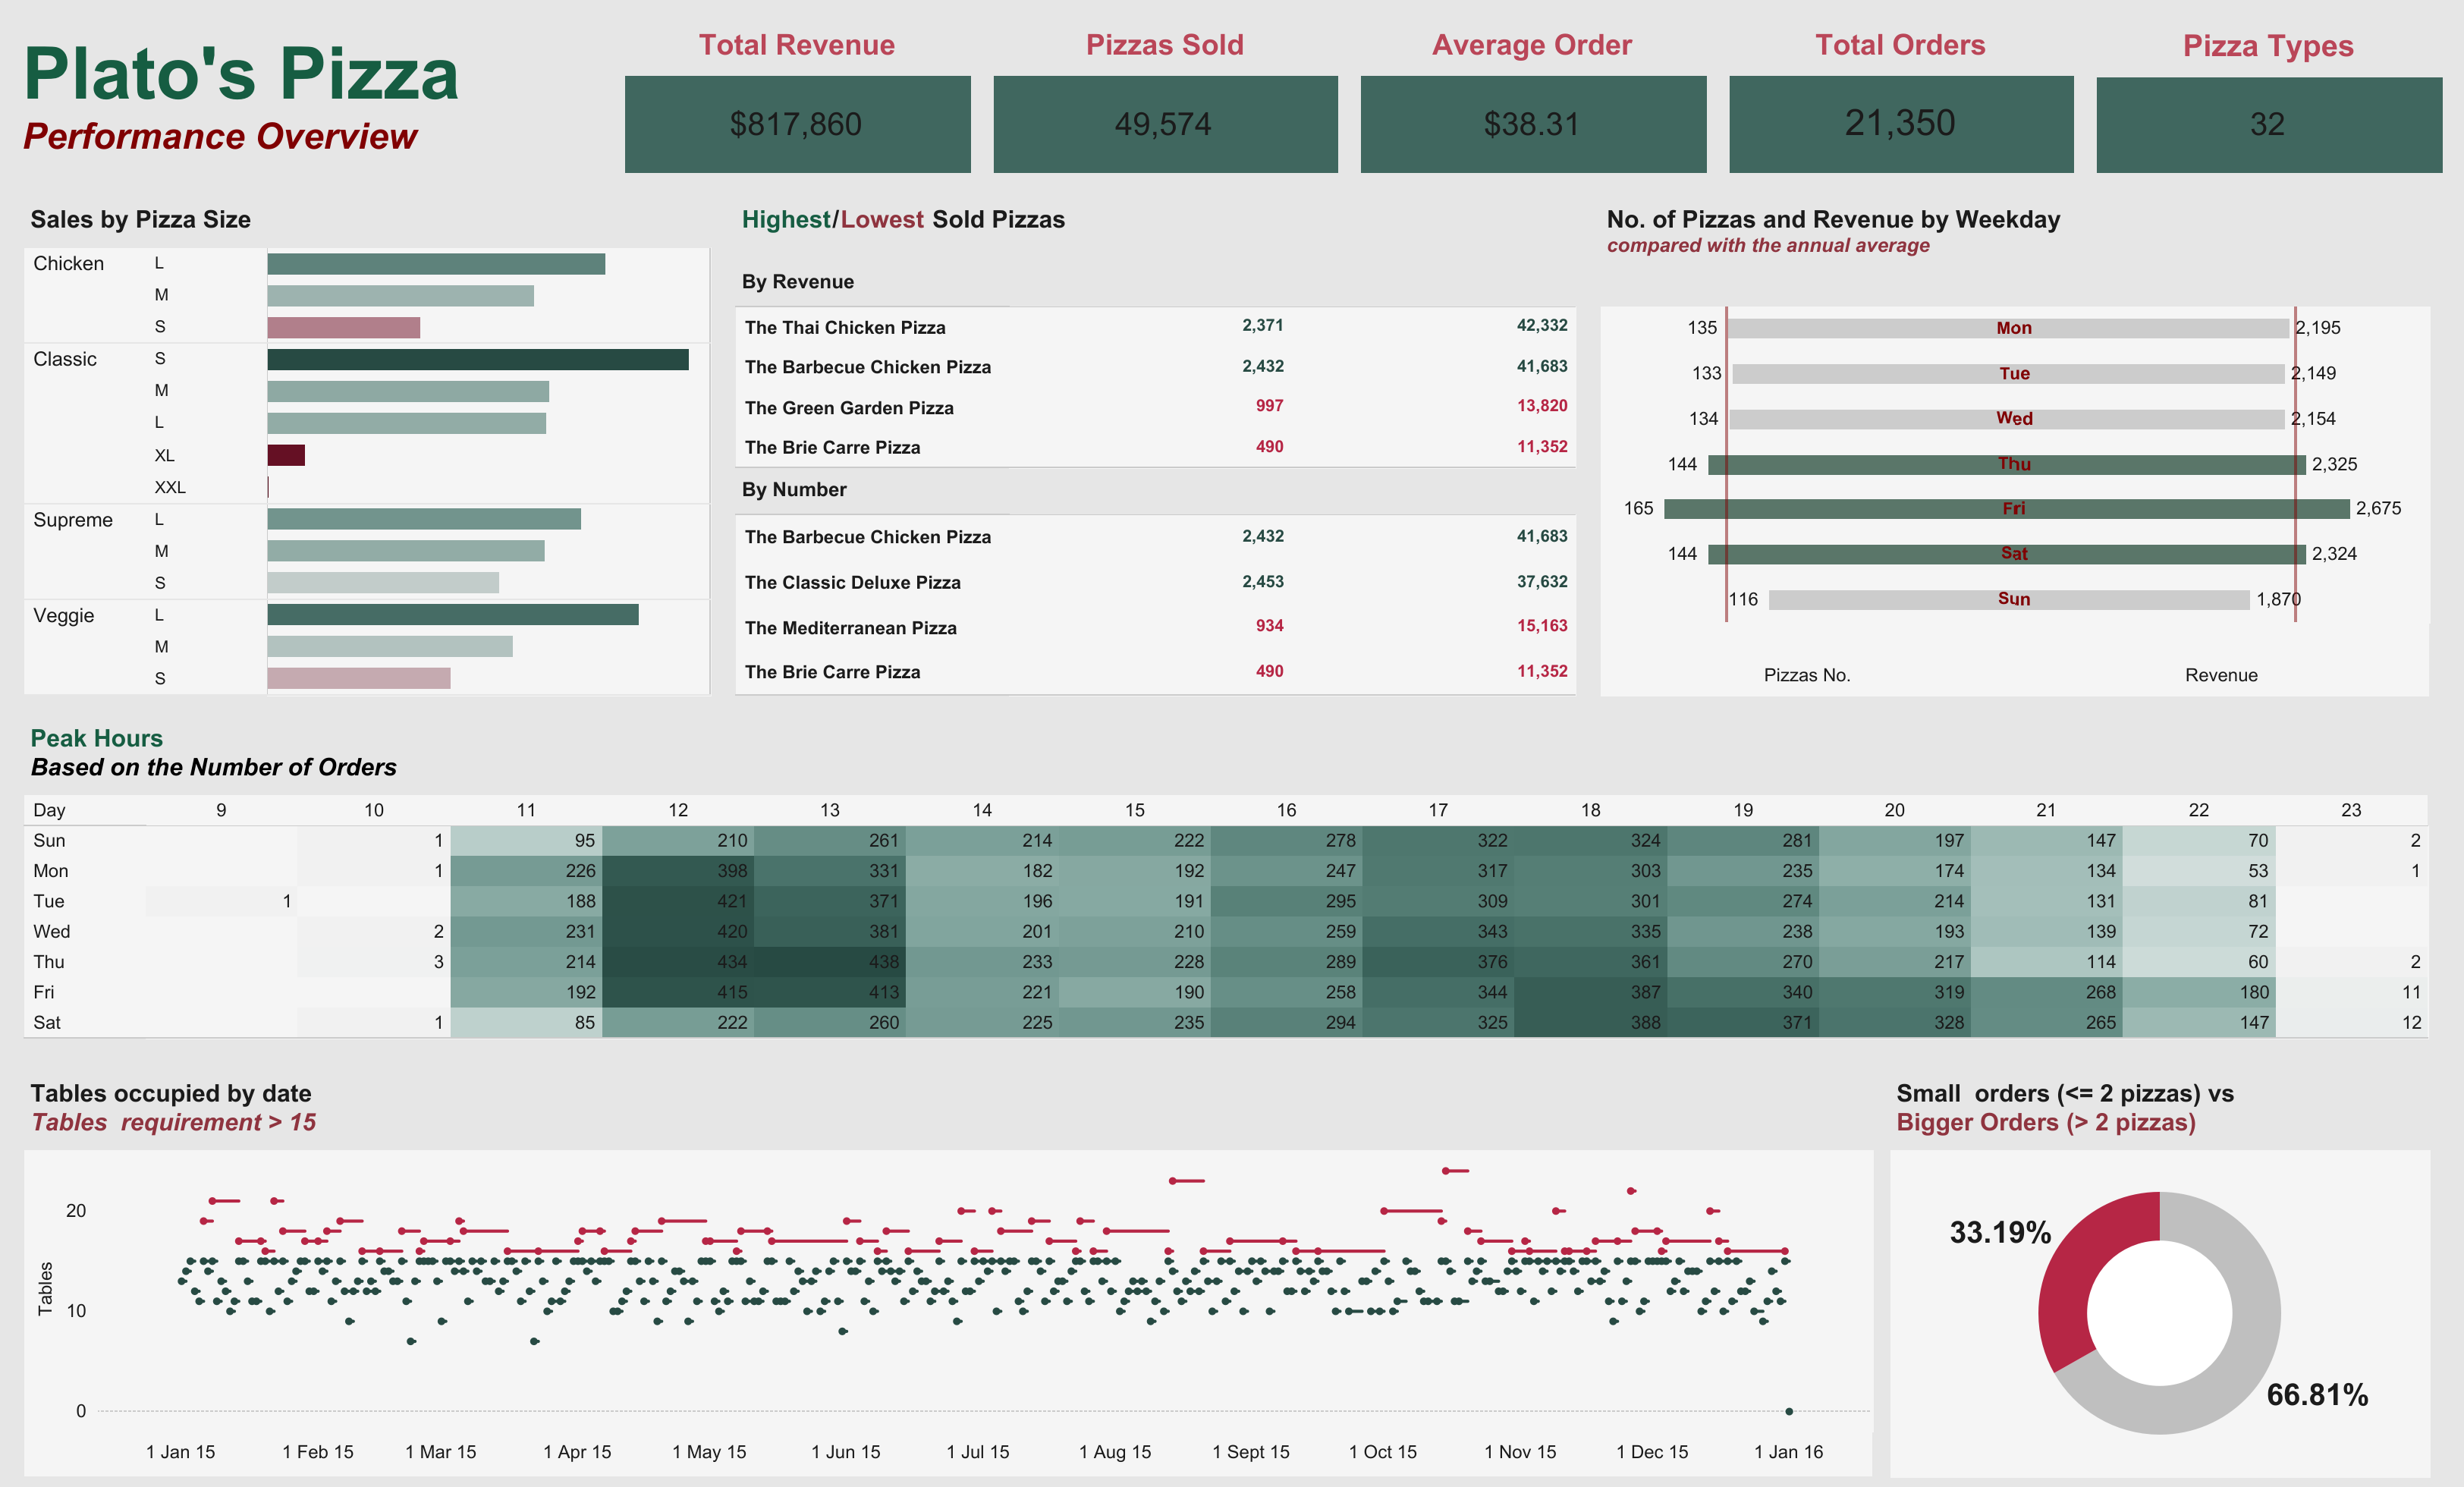 Plato's Pizza
Performance Overview
Total Revenue
$817,860
Pizzas Sold
49,574
Average Order
$38.31
Total Orders
21,350
Pizza Types
32
Sales by Pizza Size
Chicken L
M
S
Classic S
M
L
XL
XXL
Supreme L
M
S
Veggie L
M
S
Highest/Lowest Sold Pizzas
By Revenue
The Thai Chicken Pizza 2,371 42,332
The Barbecue Chicken Pizza 2,432 41,683
The Green Garden Pizza 997 13,820
The Brie Carre Pizza 490 11,352
By Number
The Barbecue Chicken Pizza 2,432 41,683
The Classic Deluxe Pizza 2,453 37,632
The Mediterranean Pizza 934 15,163
The Brie Carre Pizza 490 11,352
No. of Pizzas and Revenue by Weekday
compared with the annual average
135 Mon 2,195
133 Tue 2,149
134 Wed 2,154
144 Thu 2,325
165 Fri 2,675
144 Sat 2,324
116 Sun 1,870
Pizzas No. Revenue
Peak Hours
Based on the Number of Orders
Day 9 10 11 12 13 14 15 16 17 18 19 20 21 22 23
Sun 1 95 210 261 214 222 278 322 324 281 197 147 70 2
Mon 1 226 398 331 182 192 247 317 303 235 174 134 53 1
Tue 1 188 421 371 196 191 295 309 301 274 214 131 81
Wed 2 231 420 381 201 210 259 343 335 238 193 139 72
Thu 3 214 434 438 233 228 289 376 361 270 217 114 60 2
Fri 192 415 413 221 190 258 344 387 340 319 268 180 11
Sat 1 85 222 260 225 235 294 325 388 371 328 265 147 12
Tables occupied by date
Tables requirement > 15
Tables
20
10
0
1 Jan 15 1 Feb 15 1 Mar 15 1 Apr 15 1 May 15 1 Jun 15 1 Jul 15 1 Aug 15 1 Sept 15 1 Oct 15 1 Nov 15 1 Dec 15 1 Jan 16
Small orders (<= 2 pizzas) vs
Bigger Orders (> 2 pizzas)
33.19%
66.81%